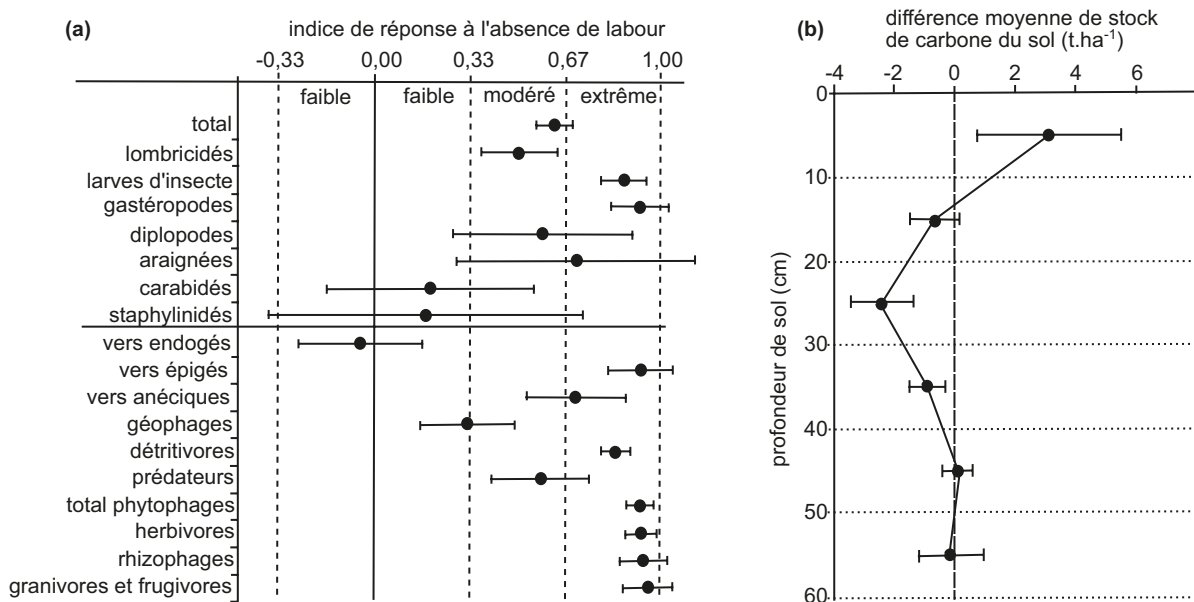 (a)
indice de réponse à l'absence de labour
-0,33 0,00 0,33 0,67 1,00
faible faible modéré extrême
total
lombricidés
larves d'insecte
gastéropodes
diplopodes
araignées
carabidés
staphylinidés
vers endogés
vers épigés
vers anéciques
géophages
détritivores
prédateurs
total phytophages
herbivores
rhizophages
granivores et frugivores
(b)
différence moyenne de stock
de carbone du sol (t.ha-1)
-4 -2 0 2 4 6
0
10
20
30
40
50
60
profondeur de sol (cm)